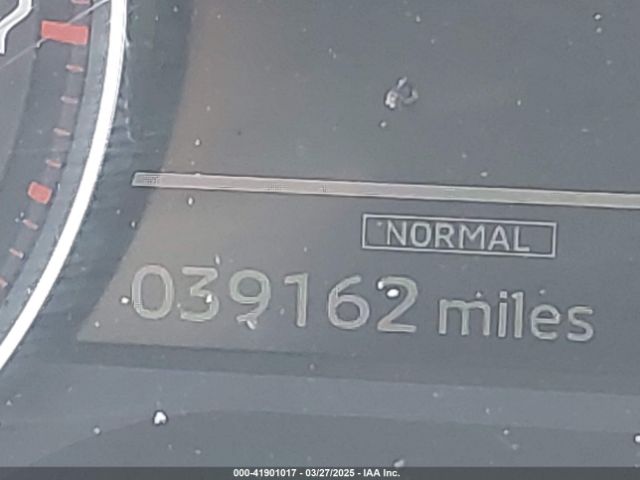 NORMAL
039162 miles
000-41901017 - 03/27/2025 - IAA Inc.